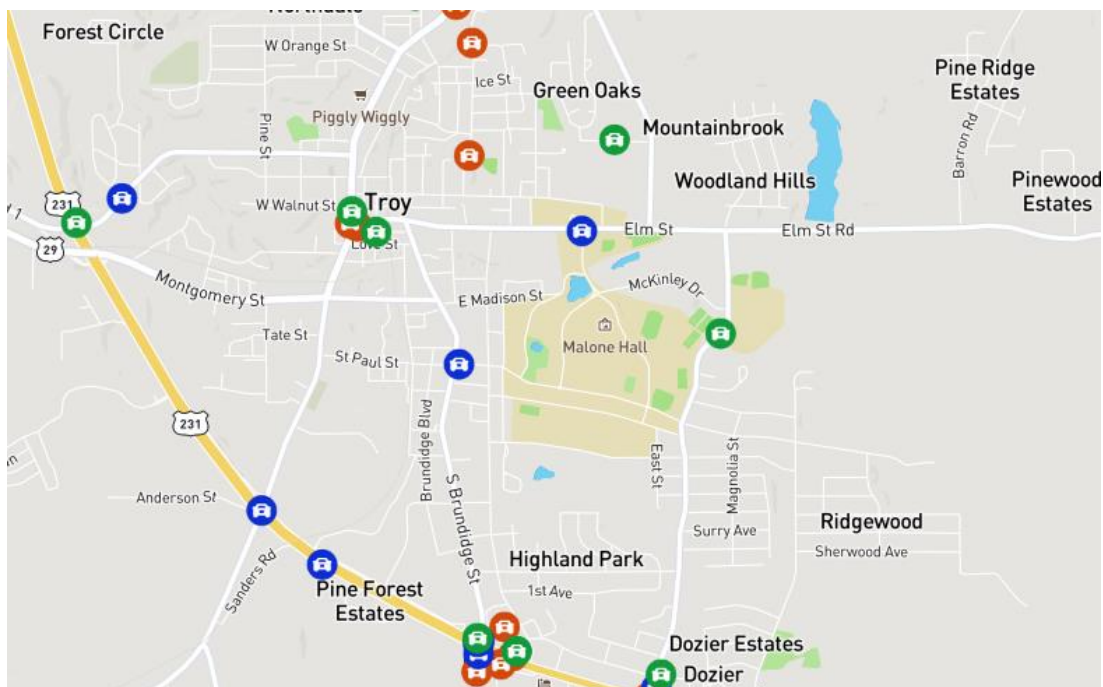 Forest Circle
W Orange St
Ice St
Green Oaks
Pine Ridge
Estates
Piggly Wiggly
Pine St
Mountainbrook
Barron Rd
Woodland Hills
Pinewood
Estates
231
W Walnut St
Troy
Elm St
Elm St Rd
29
Montgomery St
E Madison St
McKinley Dr
Tate St
St Paul St
Malone Hall
231
Brundidge Blvd
S Brundidge St
East St
Magnolia St
Anderson St
Surry Ave
Ridgewood
Sherwood Ave
Sanders Rd
Highland Park
1st Ave
Pine Forest
Estates
Dozier Estates
Dozier